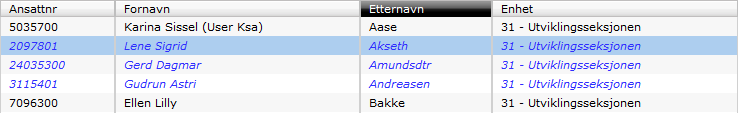 Ansattnr Fornavn Etternavn Enhet
5035700 Karina Sissel (User Ksa) Aase 31 - Utviklingsseksjonen
2097801 Lene Sigrid Akseth 31 - Utviklingsseksjonen
24035300 Gerd Dagmar Amundsdtr 31 - Utviklingsseksjonen
3115401 Gudrun Astri Andreasen 31 - Utviklingsseksjonen
7096300 Ellen Lilly Bakke 31 - Utviklingsseksjonen